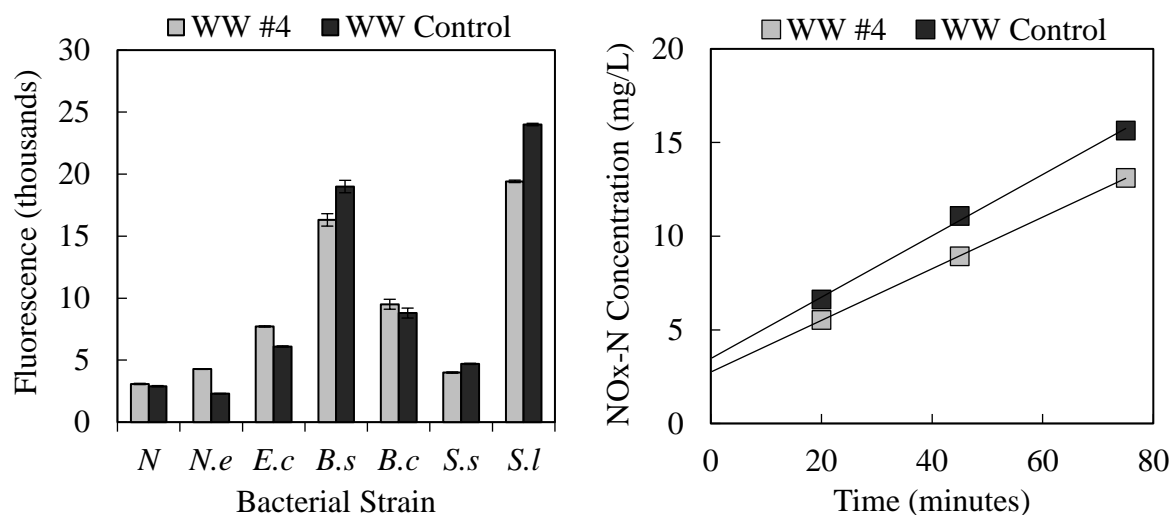 WW #4 WW Control
Fluorescence (thousands)
30
25
20
15
10
5
0
N N.e E.c B.s B.c S.s S.l
Bacterial Strain
WW #4 WW Control
NOx-N Concentration (mg/L)
20
15
10
5
0
0 20 40 60 80
Time (minutes)